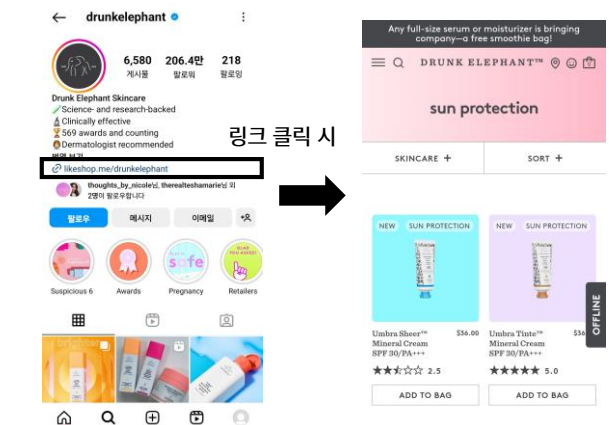 drunkelephant
6,580 206.4만 218
게시물 팔로워 팔로잉
Drunk Elephant Skincare
Science- and research-backed
Clinically effective
569 awards and counting
Dermatologist recommended
번역 보기
likeshop.me/drunkelephant
thoughts_by_nicole님, therealteshamarie님 외
2명이 팔로우합니다
팔로우 메시지 이메일
safe
Suspicious 6 Awards Pregnancy Retailers
brighter
링크 클릭 시
Any full-size serum or moisturizer is bringing
company—a free smoothie bag!
DRUNK ELEPHANT™
sun protection
SKINCARE + SORT +
NEW SUN PROTECTION NEW SUN PROTECTION
OFFLINE
Umbra Sheer™ $36.00 Umbra Tinte™ $36
Mineral Cream Mineral Cream
SPF 30/PA+++ SPF 30/PA+++
2.5 5.0
ADD TO BAG ADD TO BAG